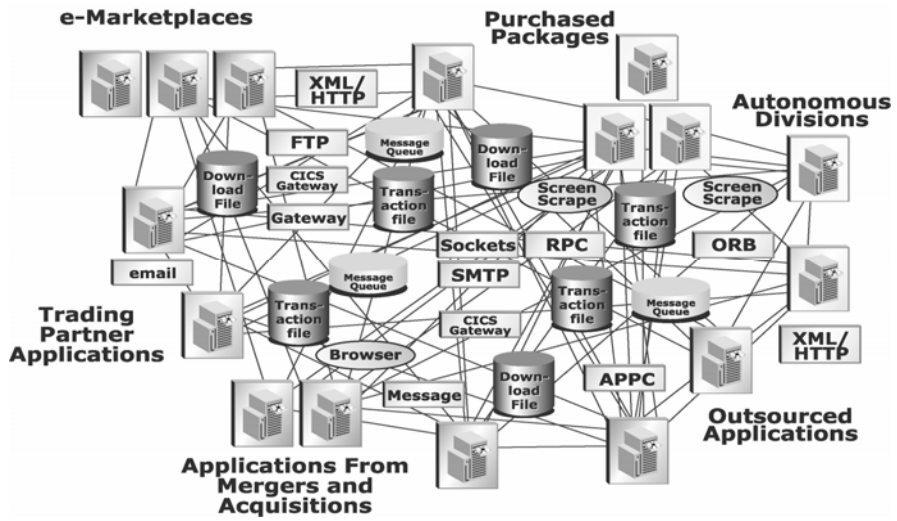 e-Marketplaces
Purchased
Packages
XML/
HTTP
Autonomous
Divisions
FTP
Message
Queue
Down-
load
File
Down-
load
File
CICS
Gateway
Trans-
action
file
Screen
Scrape
Screen
Scrape
Gateway
Trans-
action
file
Sockets
RPC
ORB
email
Message
Queue
SMTP
Trans-
action
file
Trans-
action
file
Message
Queue
Trading
Partner
Applications
CICS
Gateway
XML/
HTTP
Browser
Down-
load
File
APPC
Message
Outsourced
Applications
Applications From
Mergers and
Acquisitions